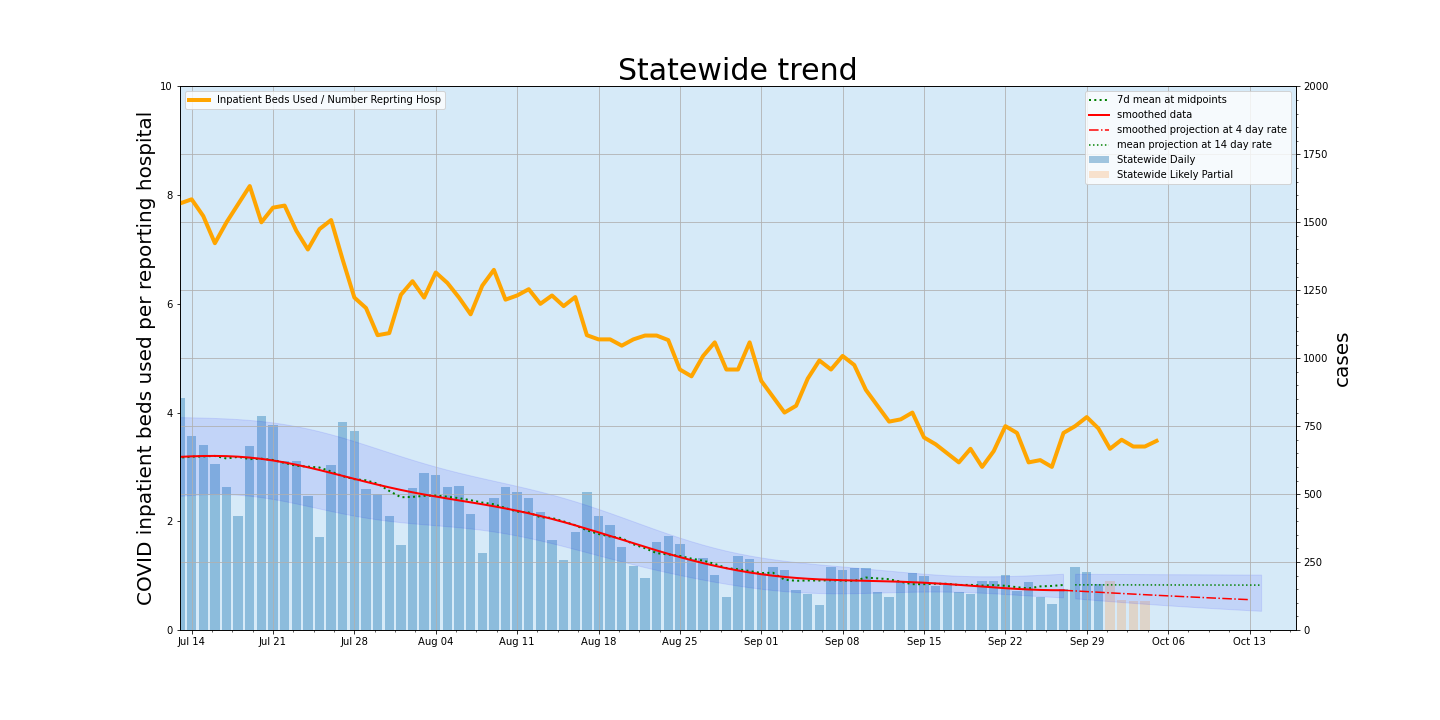 Statewide trend
Inpatient Beds Used / Number Reprting Hosp
7d mean at midpoints
smoothed data
smoothed projection at 4 day rate
mean projection at 14 day rate
Statewide Daily
Statewide Likely Partial
COVID inpatient beds used per reporting hospital
10
8
6
4
2
0
2000
1750
1500
1250
1000
750
500
250
0
cases
Jul 14 Jul 21 Jul 28 Aug 04 Aug 11 Aug 18 Aug 25 Sep 01 Sep 08 Sep 15 Sep 22 Sep 29 Oct 06 Oct 13